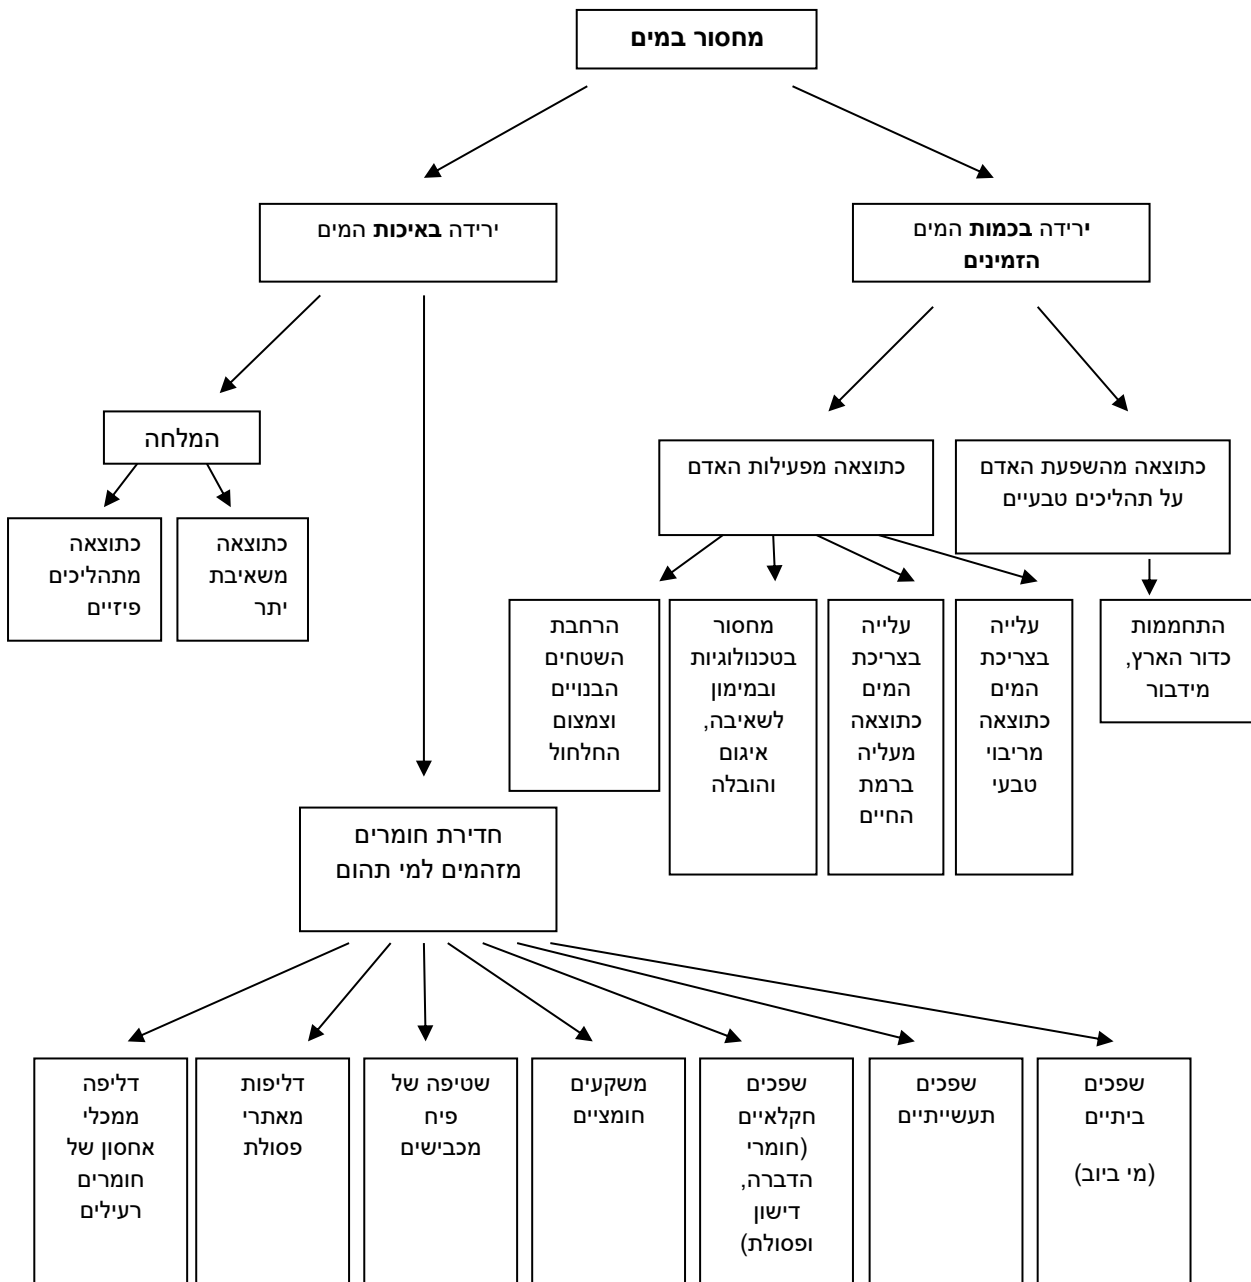 מחסור במים
ירידה בכמות המים
הזמינים
ירידה באיכות המים
כתוצאה מהשפעת האדם
על תהליכים טבעיים
כתוצאה מפעילות האדם
המלחה
התחממות
כדור הארץ,
מידבור
עלייה
בצריכת
המים
כתוצאה
מריבוי
טבעי
עלייה
בצריכת
המים
כתוצאה
מעליה
ברמת
החיים
מחסור
בטכנולוגיות
ובמימון
לשאיבה,
איגום
והובלה
הרחבת
השטחים
הבנויים
וצמצום
החלחול
כתוצאה
משאיבת
יתר
כתוצאה
מתהליכים
פיזיים
חדירת חומרים
מזהמים למי תהום
שפכים
ביתיים
(מי ביוב)
שפכים
תעשייתיים
שפכים
חקלאיים
(חומרי
הדברה,
דישון
ופסולת)
משקעים
חומציים
שטיפה של
פיח
מכבישים
דליפות
מאתרי
פסולת
דליפה
ממכלי
אחסון של
חומרים
רעילים